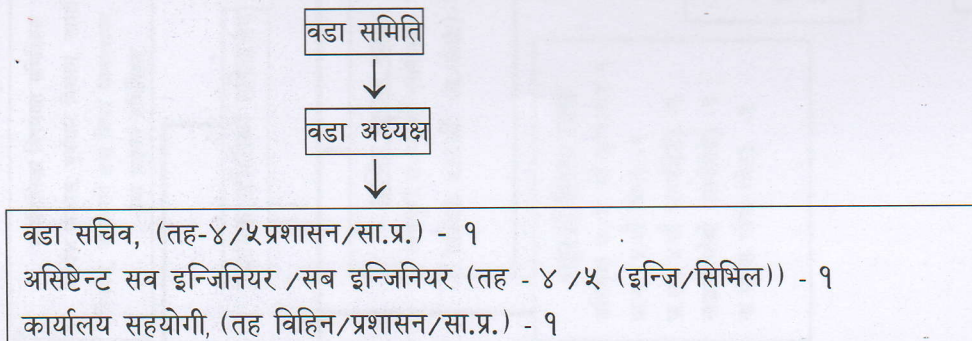 वडा समिति
वडा अध्यक्ष
वडा सचिव, (तह-४/५प्रशासन/सा.प्र.) - १
असिष्टेन्ट सव इन्जिनियर /सब इन्जिनियर (तह - ४ /५ (इन्जि/सिभिल)) - १
कार्यालय सहयोगी, (तह विहिन/प्रशासन/सा.प्र.) - १